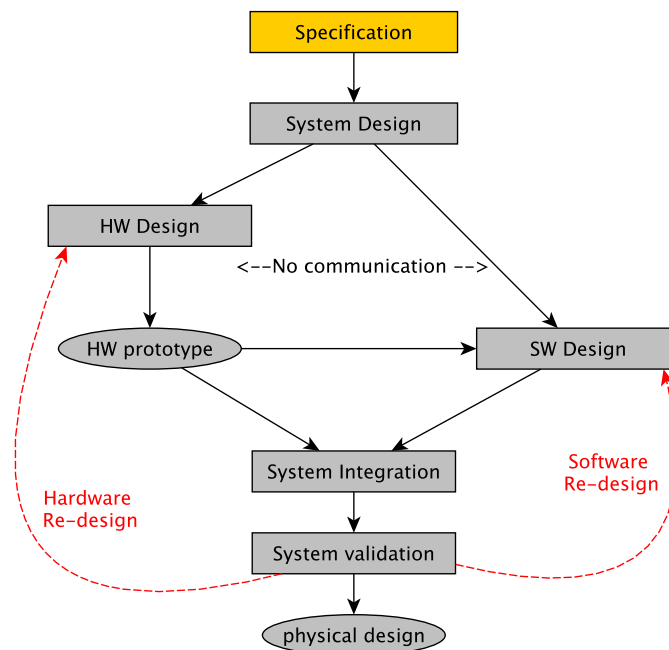 Specification
System Design
HW Design
<--No communication -->
HW prototype
SW Design
System Integration
Software
Re-design
Hardware
Re-design
System validation
physical design